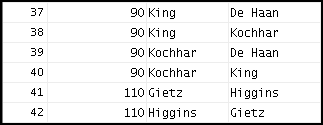 37 90 King De Haan
38 90 King Kochhar
39 90 Kochhar De Haan
40 90 Kochhar King
41 110 Gietz Higgins
42 110 Higgins Gietz